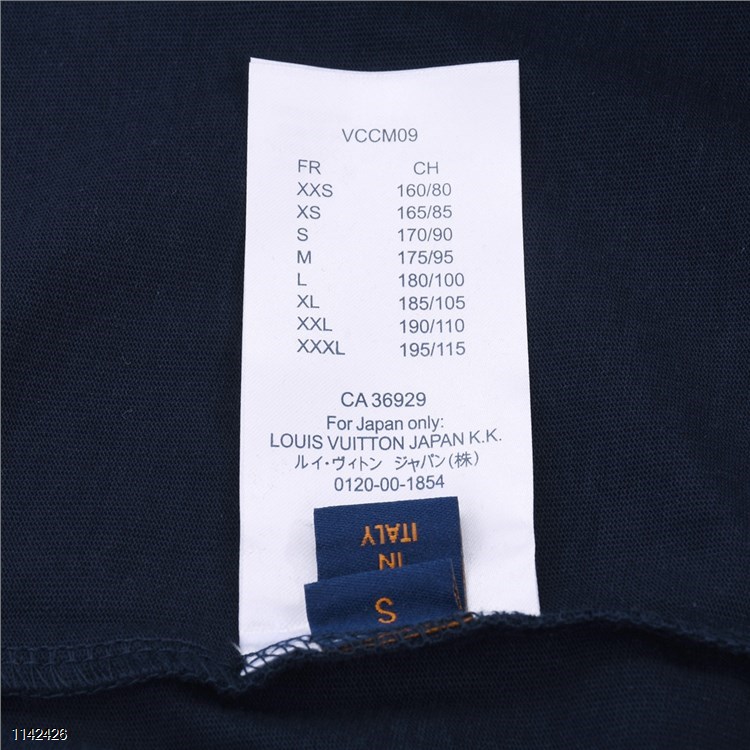 VCCM09
FR CH
XXS 160/80
XS 165/85
S 170/90
M 175/95
L 180/100
XL 185/105
XXL 190/110
XXXL 195/115
CA 36929
For Japan only:
LOUIS VUITTON JAPAN K.K.
ルイ・ヴィトン ジャパン(株)
0120-00-1854
ITALY
IN
S
1142426